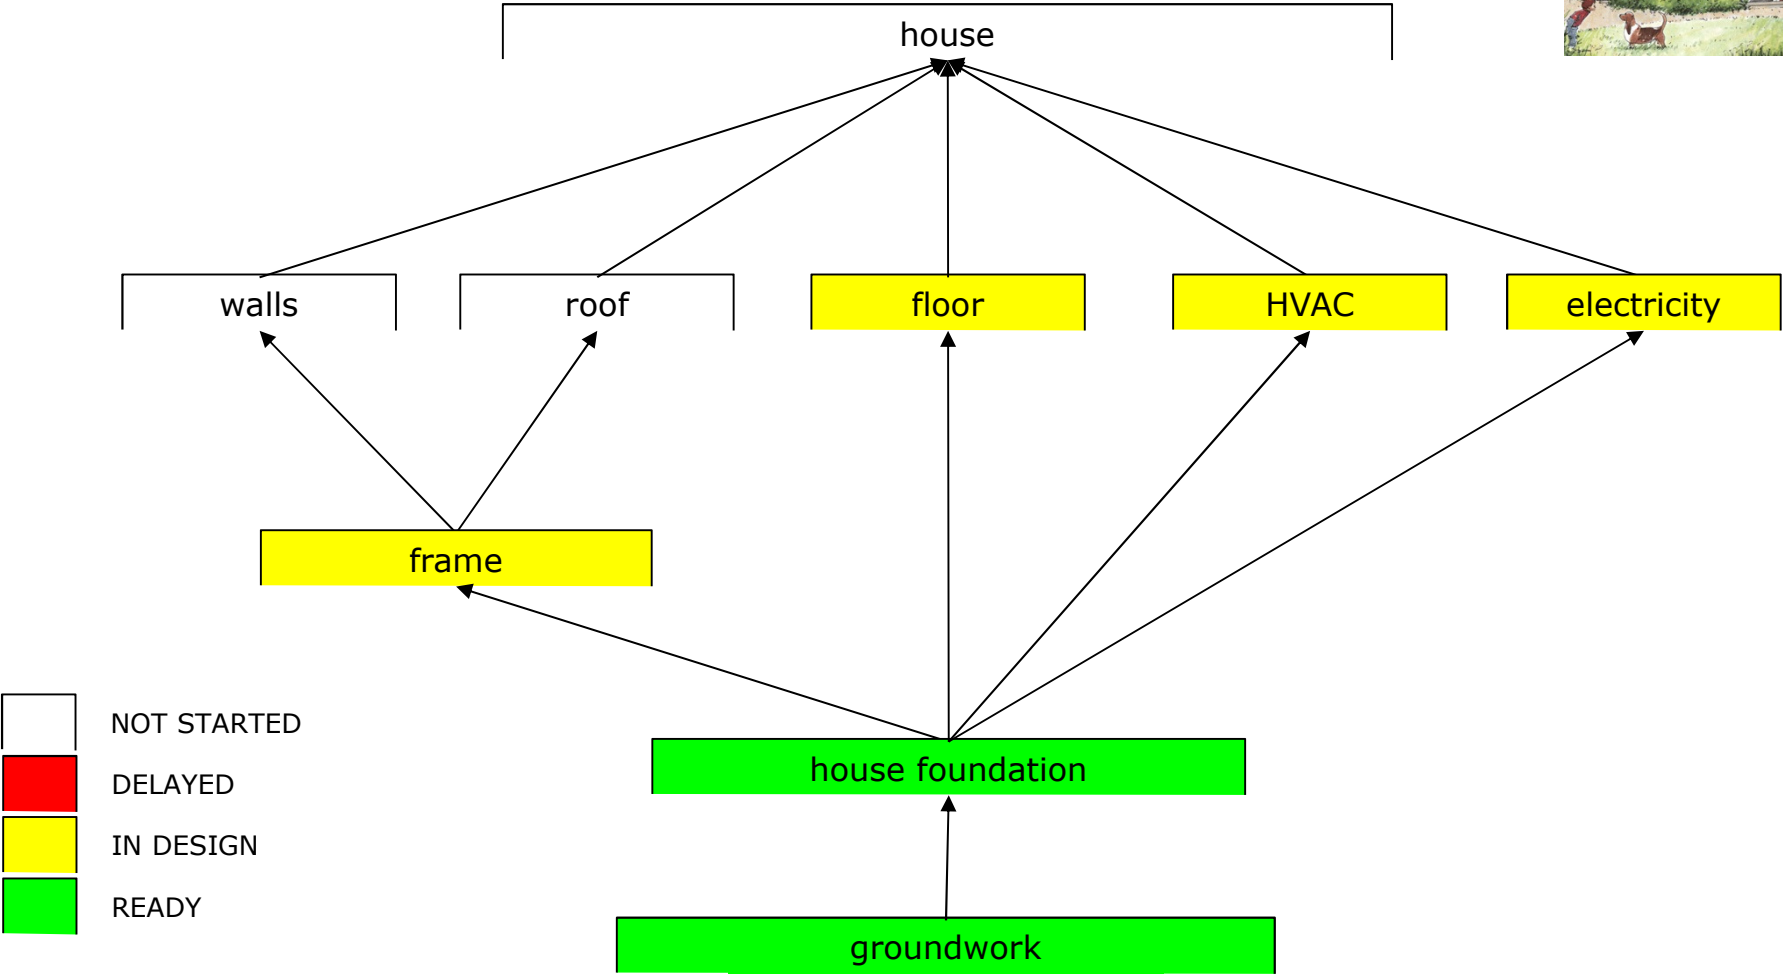 house
walls
roof
floor
HVAC
electricity
frame
NOT STARTED
DELAYED
IN DESIGN
READY
house foundation
groundwork